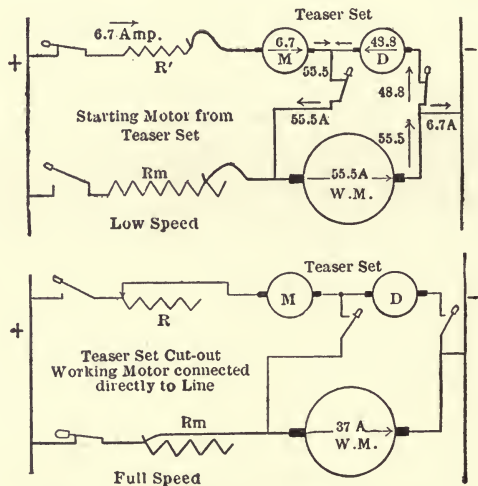 Teaser Set
6.7 Amp.
+
R'
6.7
M
48.8
D
-
55.5
48.8
Starting Motor from
Teaser Set
55.5A
55.5
6.7A
Rm
55.5A
W.M.
Low Speed
Teaser Set
-
M
D
R
+
Teaser Set Cut-out
Working Motor connected
directly to Line
Rm
37 A
W.M.
Full Speed